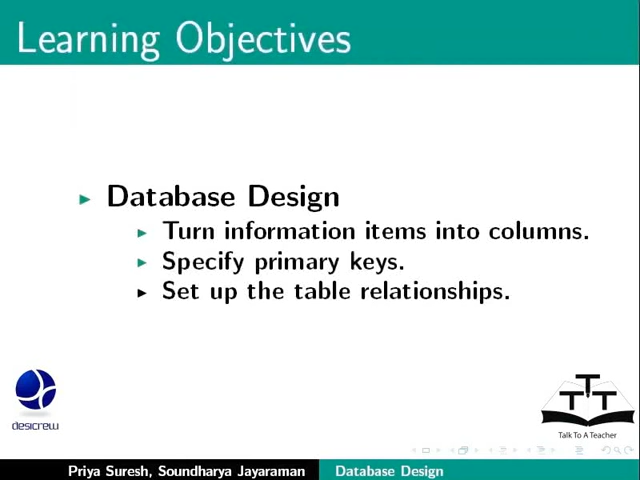 Learning Objectives
Database Design
Turn information items into columns.
Specify primary keys.
Set up the table relationships.
desicrew
T T T
Talk To A Teacher
Priya Suresh, Soundharya Jayaraman Database Design